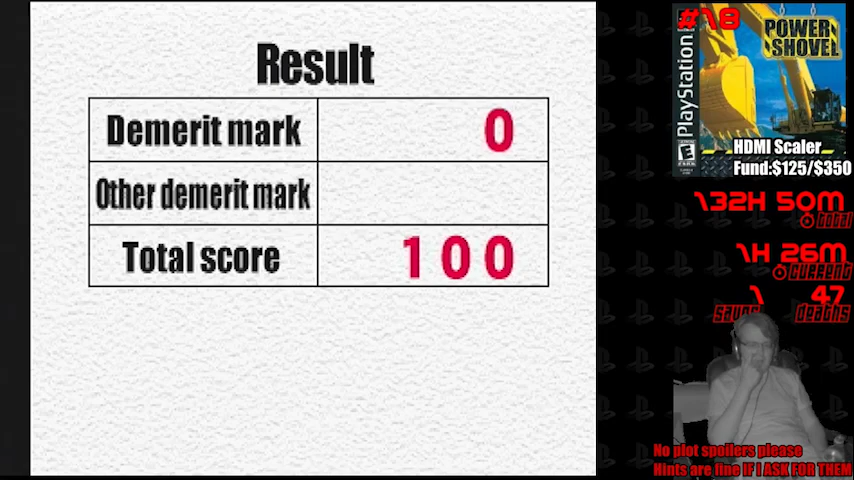 Result
Demerit mark 0
Other demerit mark
Total score 100
#18
PlayStation
POWER SHOVEL
E
HDMI Scaler
Fund:$125/$350
132H 50M
total
1H 26M
current
1 47
saves deaths
No plot spoilers please
Hints are fine IF I ASK FOR THEM